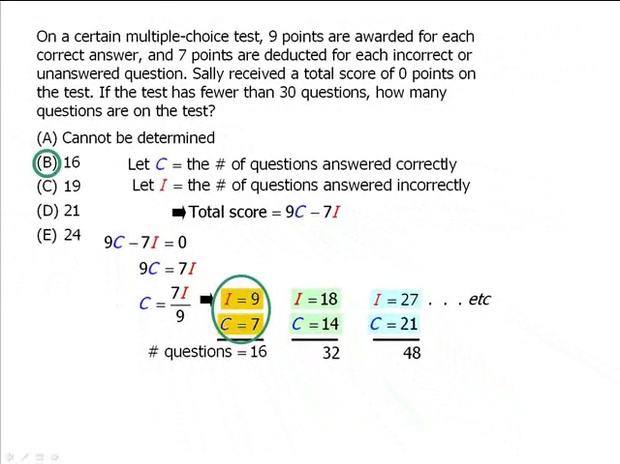 On a certain multiple-choice test, 9 points are awarded for each
correct answer, and 7 points are deducted for each incorrect or
unanswered question. Sally received a total score of 0 points on
the test. If the test has fewer than 30 questions, how many
questions are on the test?
(A) Cannot be determined
(B) 16
(C) 19
(D) 21
(E) 24
Let C = the # of questions answered correctly
Let I = the # of questions answered incorrectly
➡Total score = 9C – 7I
9C – 7I = 0
9C = 7I
C = 7I/9
➡ I = 9
C = 7
I = 18
C = 14
I = 27 . . . etc
C = 21
# questions = 16
32
48